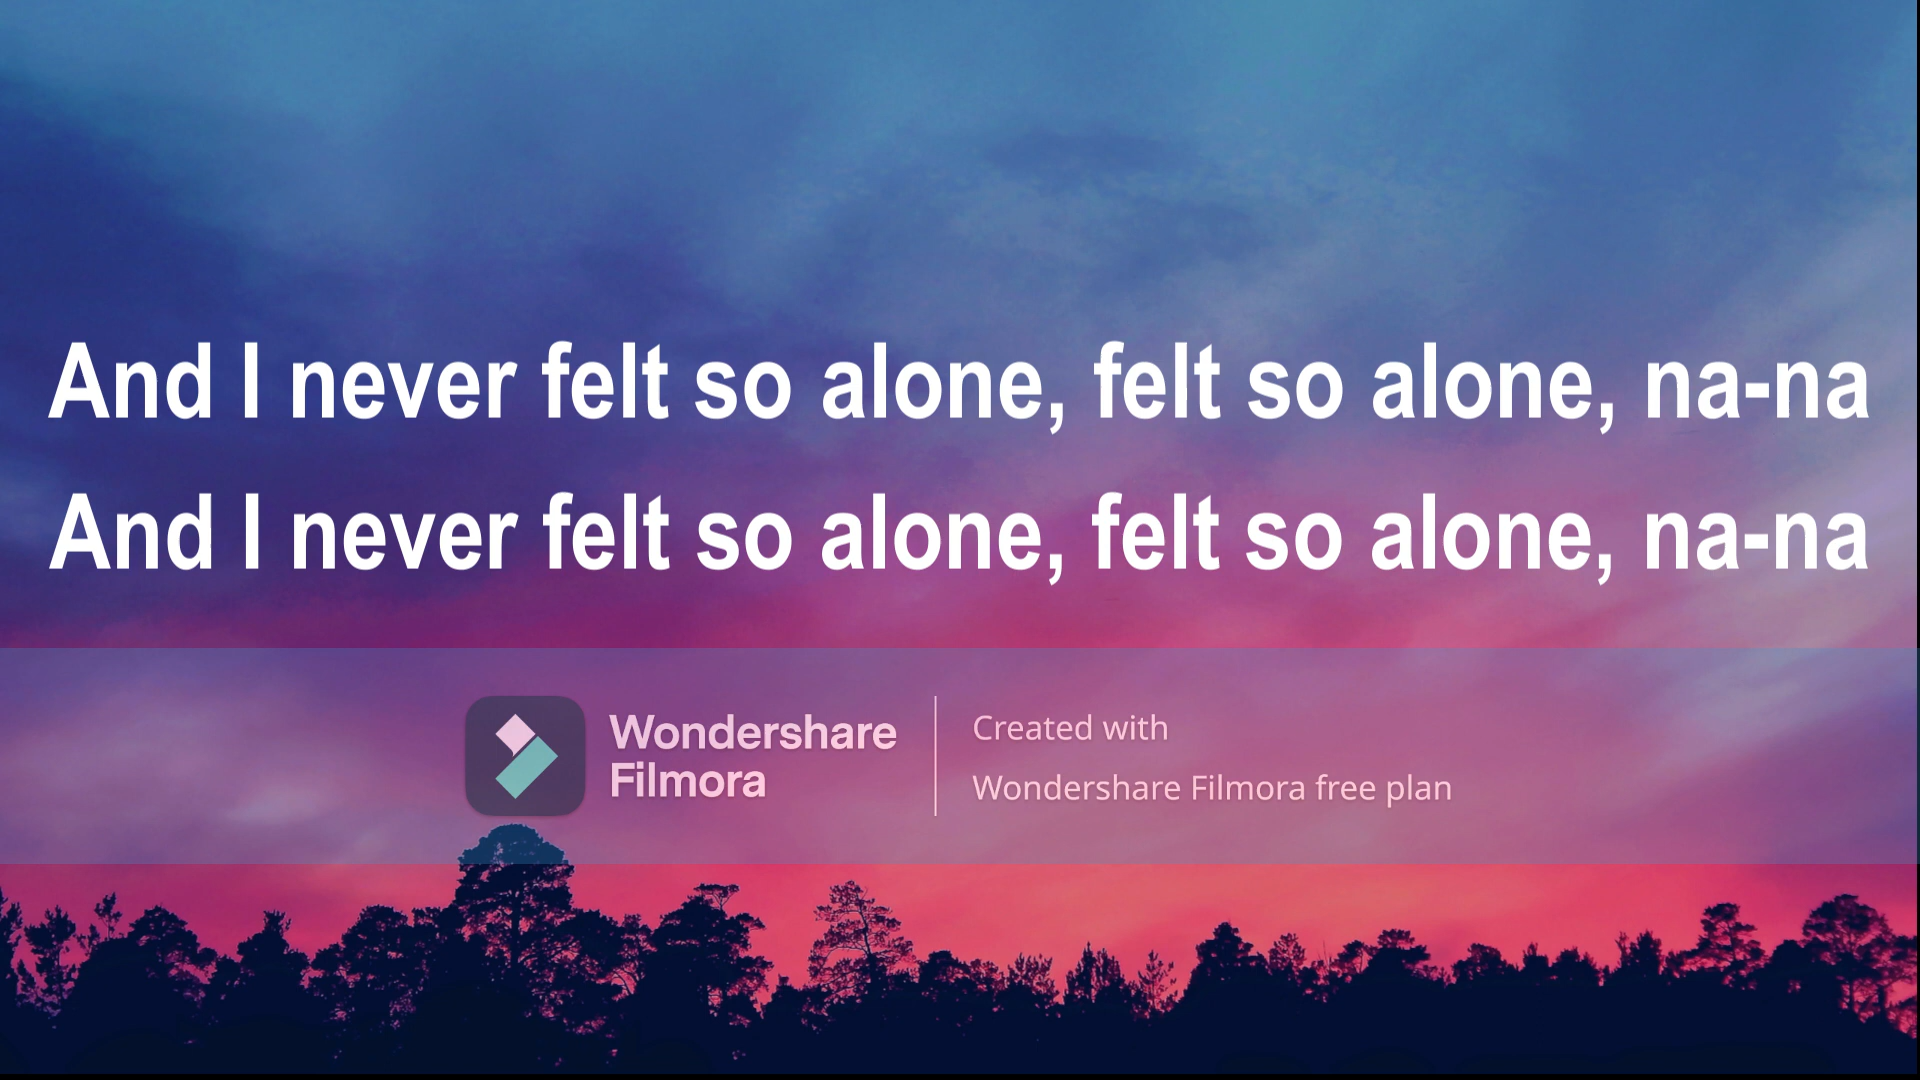 And I never felt so alone, felt so alone, na-na
And I never felt so alone, felt so alone, na-na
Wondershare
Filmora
Created with
Wondershare Filmora free plan